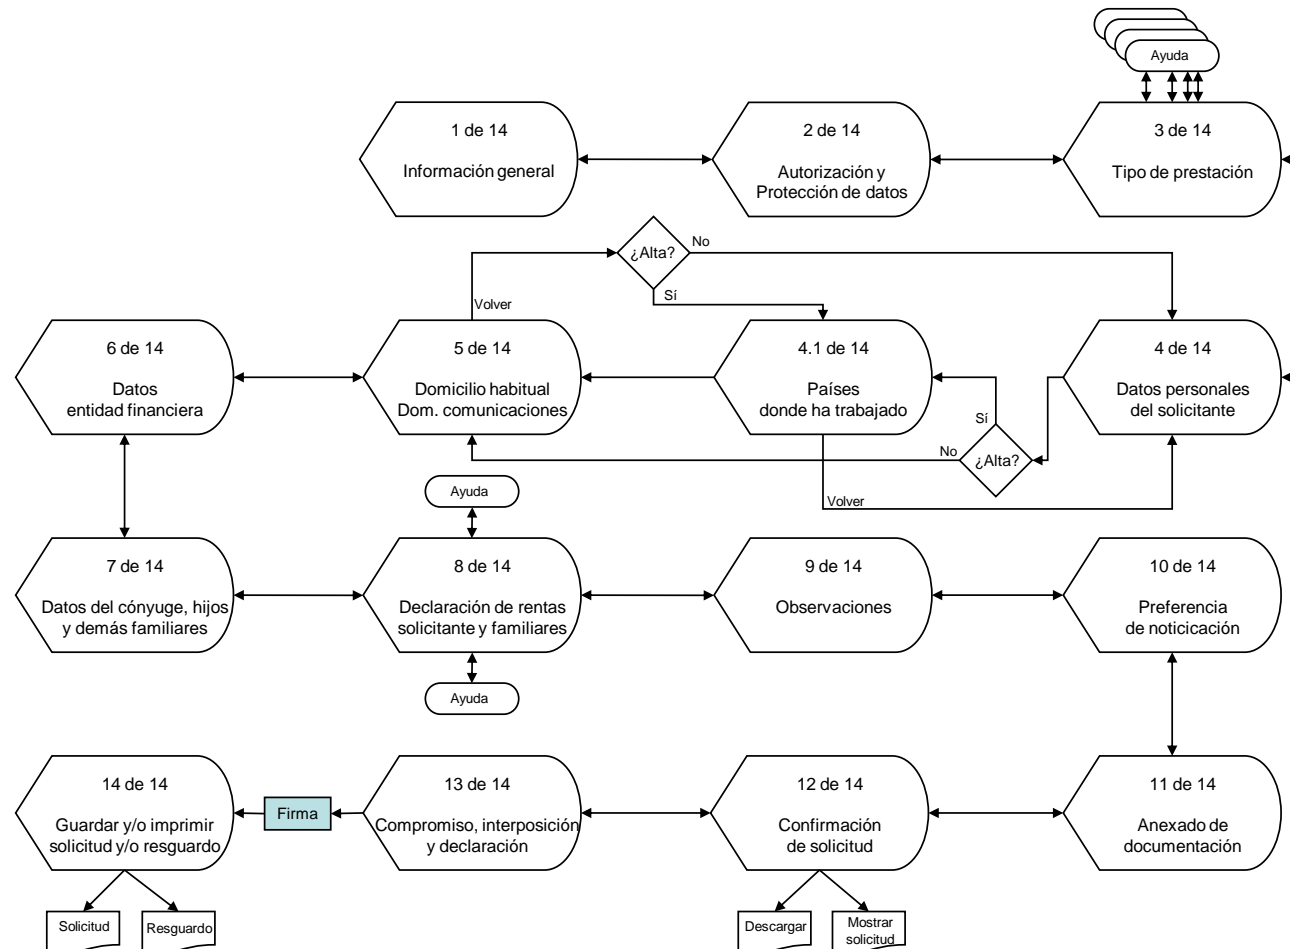 Ayuda
1 de 14
Información general
2 de 14
Autorización y
Protección de datos
3 de 14
Tipo de prestación
¿Alta?
No
Sí
Volver
6 de 14
Datos
entidad financiera
5 de 14
Domicilio habitual
Dom. comunicaciones
4.1 de 14
Países
donde ha trabajado
4 de 14
Datos personales
del solicitante
Sí
No
¿Alta?
Volver
Ayuda
7 de 14
Datos del cónyuge, hijos
y demás familiares
8 de 14
Declaración de rentas
solicitante y familiares
9 de 14
Observaciones
10 de 14
Preferencia
de noticicación
Ayuda
14 de 14
Guardar y/o imprimir
solicitud y/o resguardo
Firma
13 de 14
Compromiso, interposición
y declaración
12 de 14
Confirmación
de solicitud
11 de 14
Anexado de
documentación
Solicitud
Resguardo
Descargar
Mostrar
solicitud